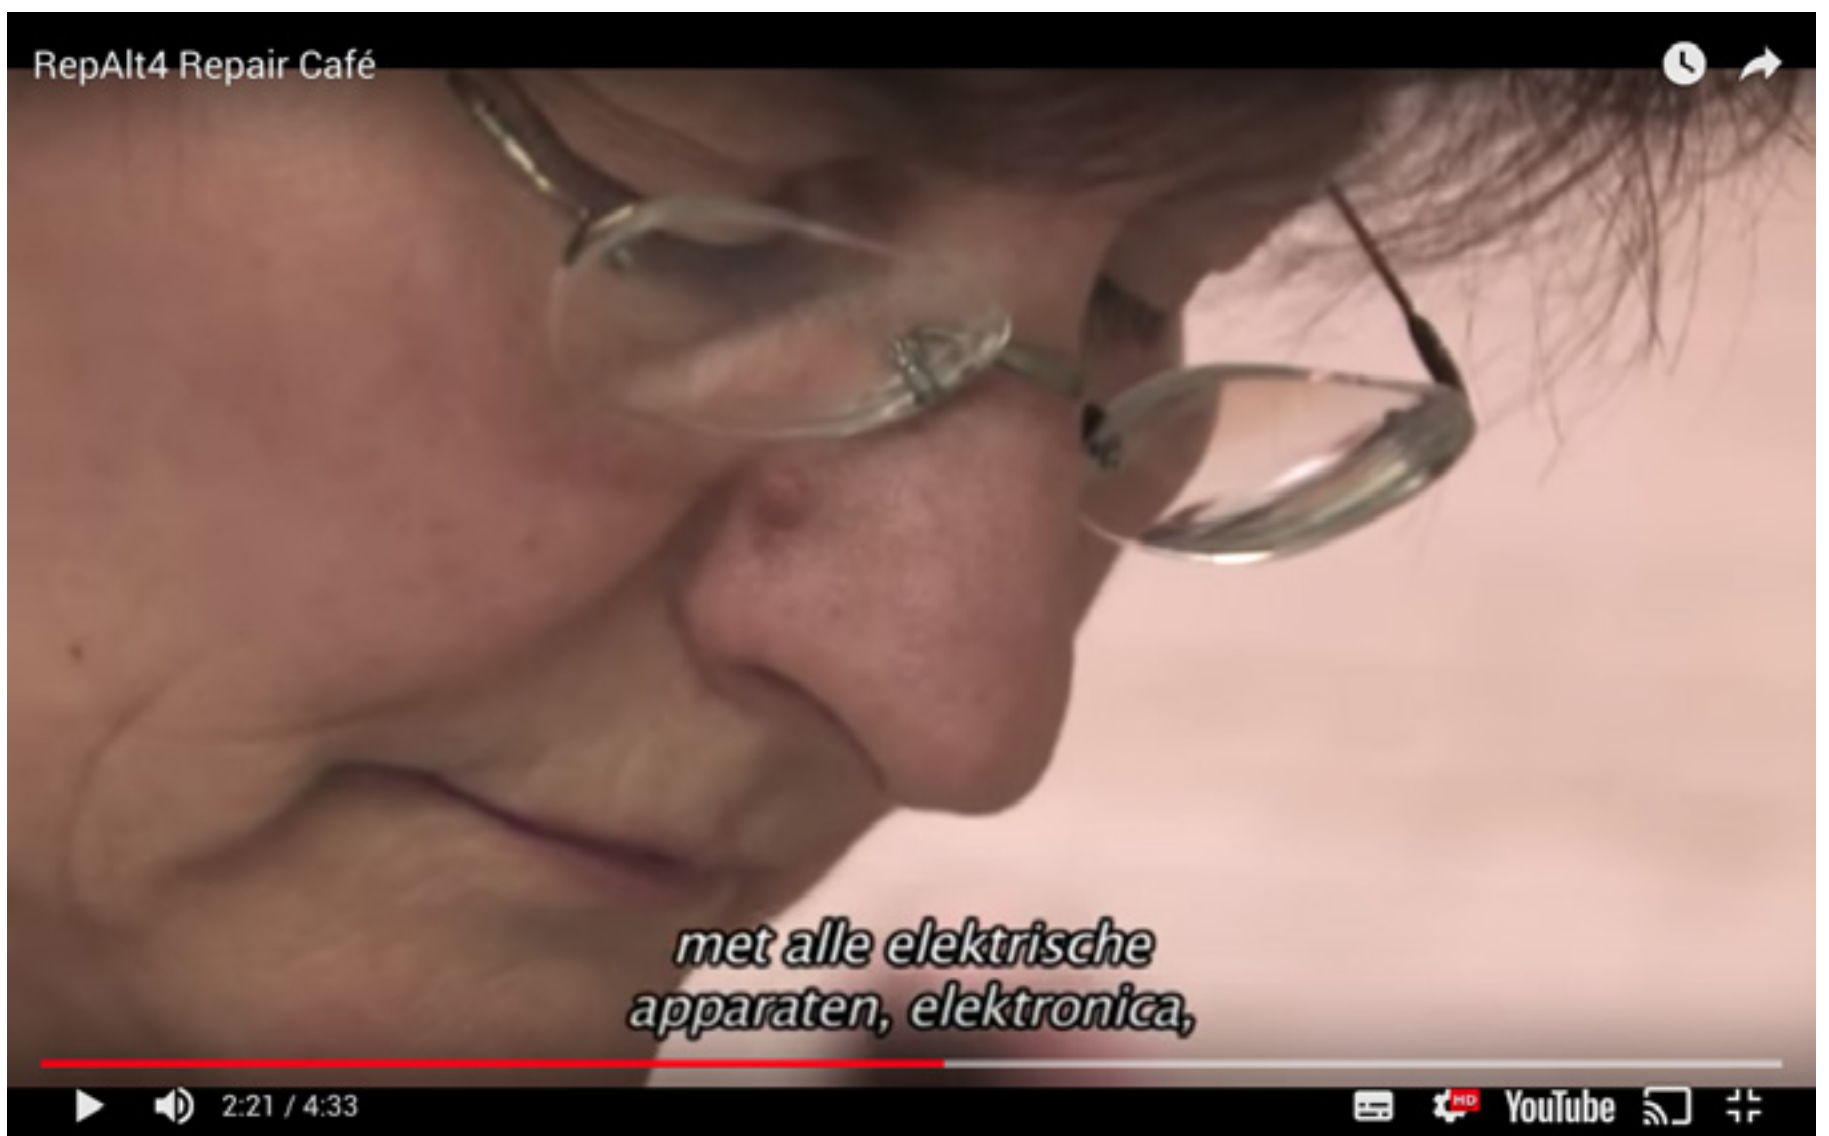 RepAlt4 Repair Café
met alle elektrische
apparaten, elektronica,
2:21 / 4:33
HD
YouTube